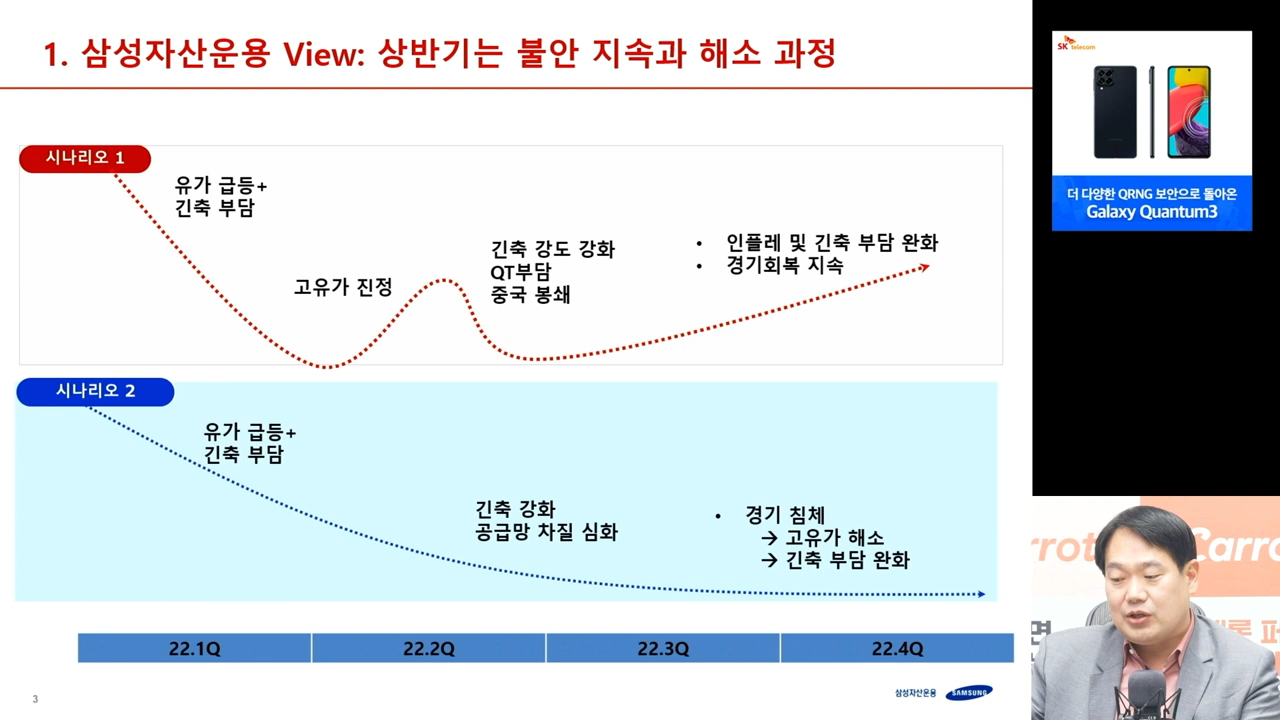 1. 삼성자산운용 View: 상반기는 불안 지속과 해소 과정
시나리오 1
유가 급등+
긴축 부담
고유가 진정
긴축 강도 강화
QT부담
중국 봉쇄
• 인플레 및 긴축 부담 완화
• 경기회복 지속
시나리오 2
유가 급등+
긴축 부담
긴축 강화
공급망 차질 심화
• 경기 침체
→ 고유가 해소
→ 긴축 부담 완화
22.1Q 22.2Q 22.3Q 22.4Q
3
삼성자산운용 SAMSUNG
SK telecom
더 다양한 QRNG 보안으로 돌아온
Galaxy Quantum3
rrot Carro
면